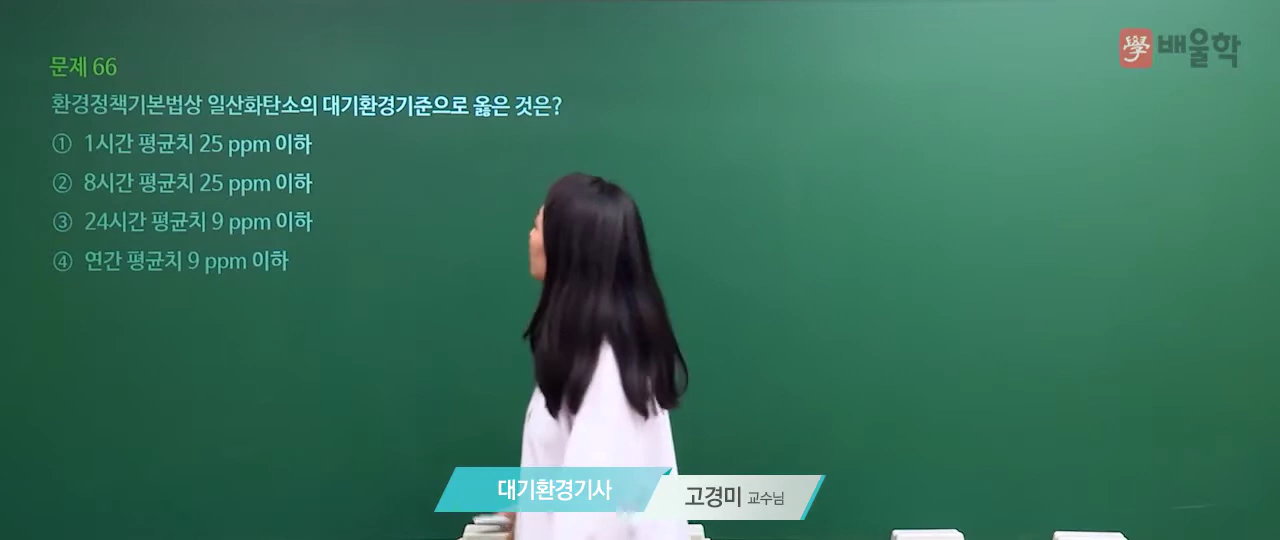 學 배울학
문제 66
환경정책기본법상 일산화탄소의 대기환경기준으로 옳은 것은?
① 1시간 평균치 25 ppm 이하
② 8시간 평균치 25 ppm 이하
③ 24시간 평균치 9 ppm 이하
④ 연간 평균치 9 ppm 이하
대기환경기사
고경미 교수님